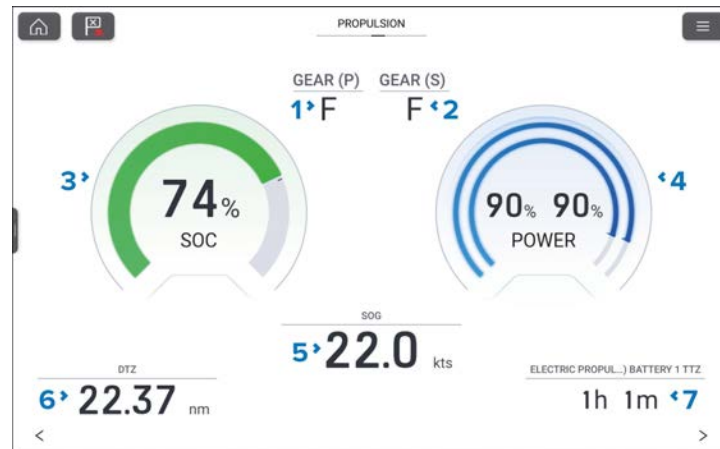 PROPULSION
GEAR (P) GEAR (S)
1 F F 2
3
4
74%
SOC
90% 90%
POWER
SOG
5 22.0 kts
DTZ
6 22.37 nm
ELECTRIC PROPUL...) BATTERY 1 TTZ
1h 1m 7